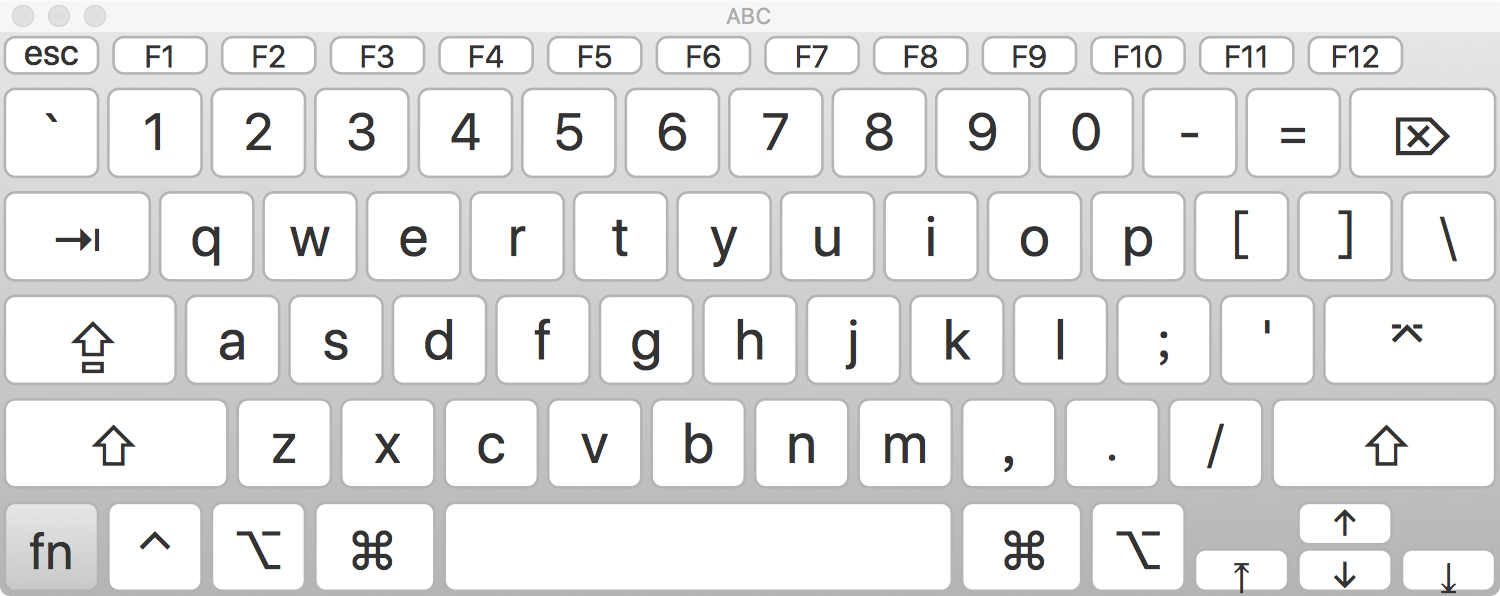 ABC
esc F1 F2 F3 F4 F5 F6 F7 F8 F9 F10 F11 F12
` 1 2 3 4 5 6 7 8 9 0 - = ⌦
⇥ q w e r t y u i o p [ ] \
⇪ a s d f g h j k l ; ' ⌤
⇧ z x c v b n m , . / ⇧
fn ^ ⌥ ⌘ ⌘ ⌥ ⤒ ↑ ↓ ⤓